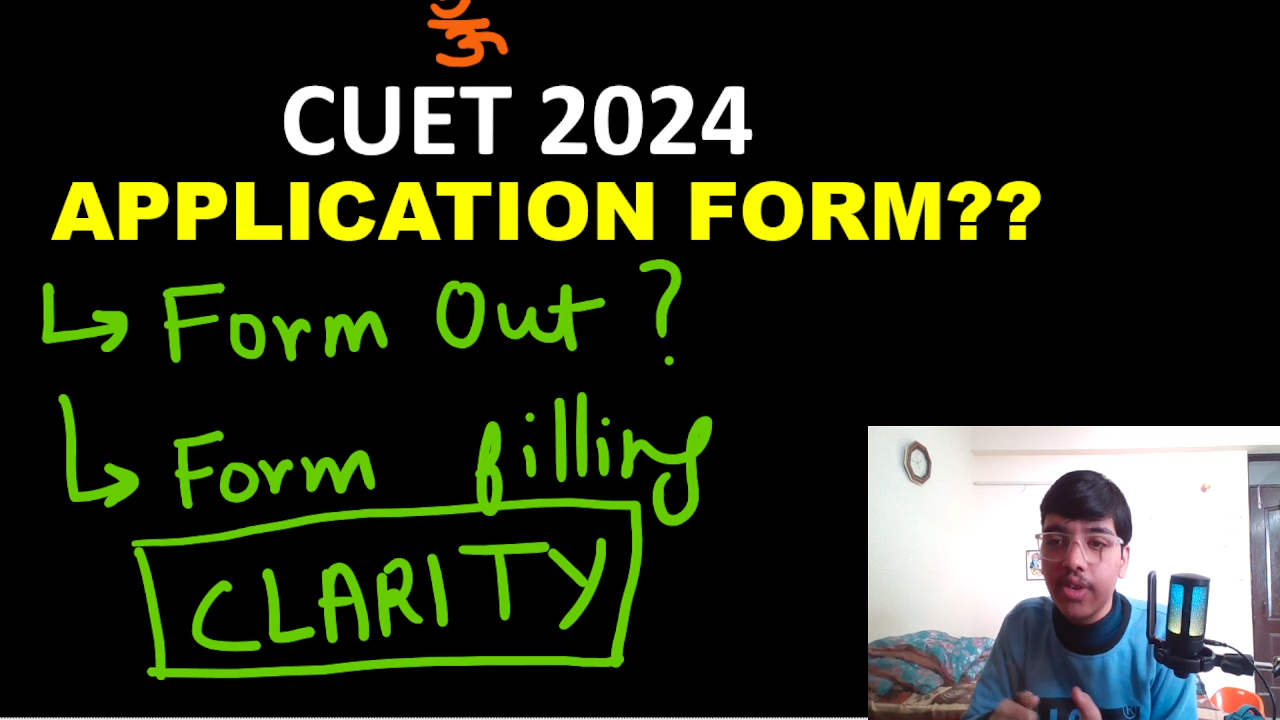 ॐ
CUET 2024
APPLICATION FORM??
↳ Form Out ?
↳ Form filling
CLARITY